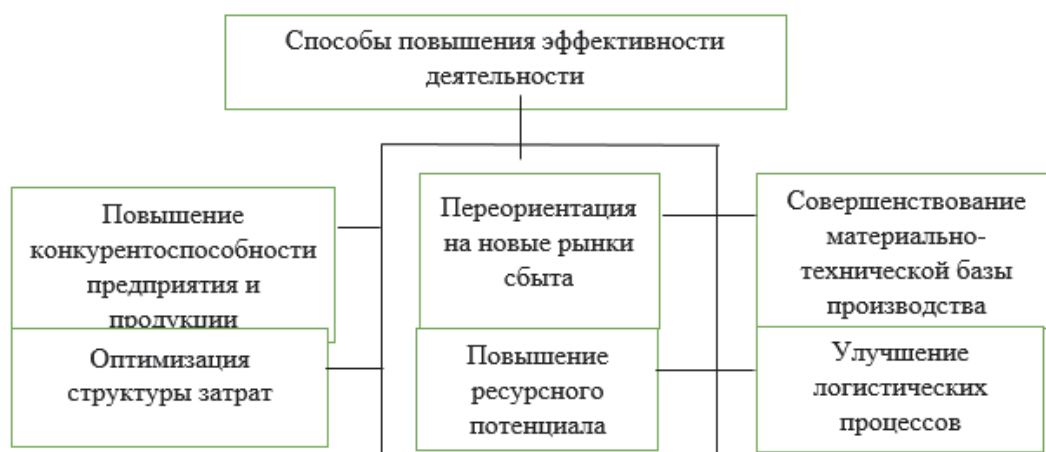 Способы повышения эффективности
деятельности
Повышение
конкурентоспособности
предприятия и
продукции
Переориентация
на новые рынки
сбыта
Совершенствование
материально-
технической базы
производства
Оптимизация
структуры затрат
Повышение
ресурсного
потенциала
Улучшение
логистических
процессов